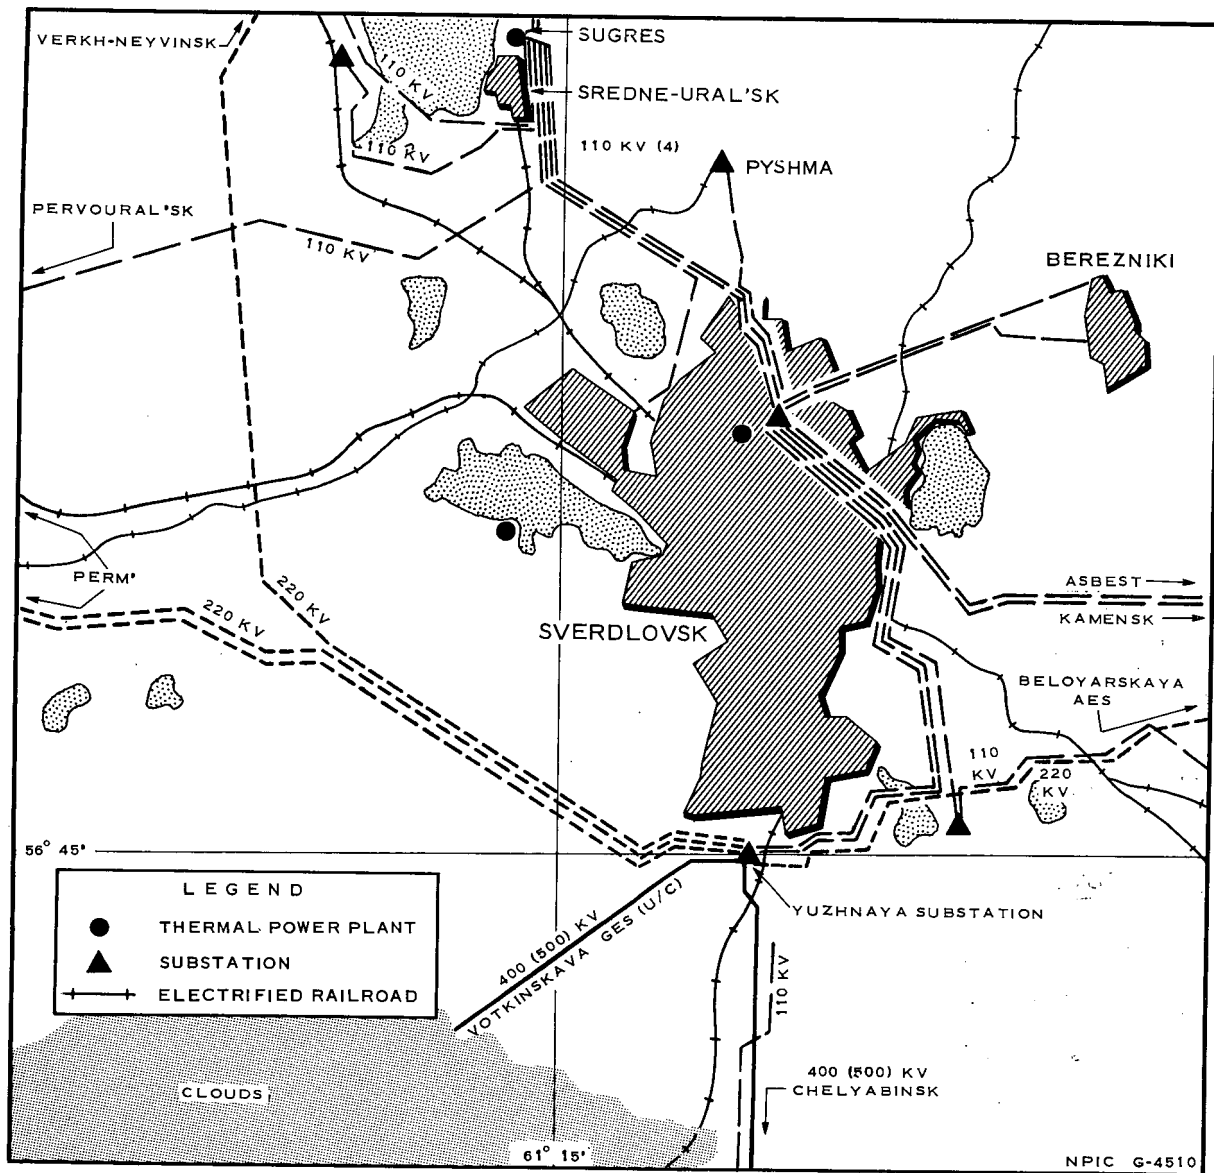 VERKH-NEYVINSK
SUGRES
110 KV
SREDNE-URAL'SK
110 KV
110 KV (4)
PYSHMA
PERVOURAL'SK
110 KV
BEREZNIKI
PERM'
220 KV
220 KV
SVERDLOVSK
ASBEST
KAMENSK
BELOYARSKAYA
AES
110
KV
220
KV
56° 45'
LEGEND
THERMAL POWER PLANT
SUBSTATION
ELECTRIFIED RAILROAD
YUZHNAYA SUBSTATION
400 (500) KV
VOTKINSKAVA GES (U/C)
110 KV
CLOUDS
400 (500) KV
CHELYABINSK
61° 15'
NPIC G-4510